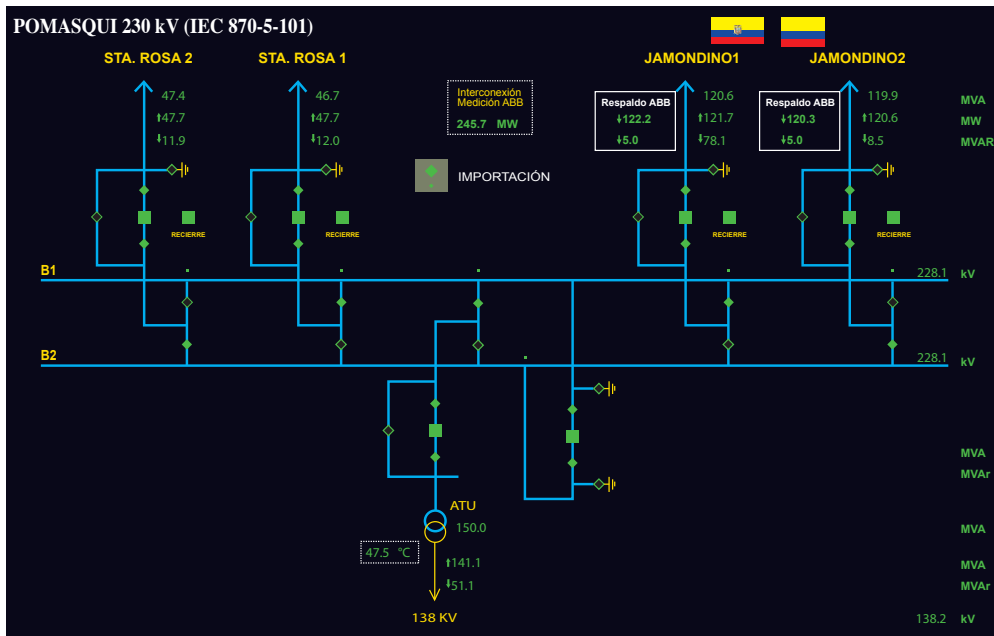 POMASQUI 230 kV (IEC 870-5-101)
STA. ROSA 2
STA. ROSA 1
JAMONDINO1
JAMONDINO2
47.4
↑47.7
↓11.9
46.7
↑47.7
↓12.0
Interconexión
Medición ABB
245.7 MW
Respaldo ABB
↓122.2
↓5.0
120.6
↑121.7
↓78.1
Respaldo ABB
↓120.3
↓5.0
119.9
↑120.6
↓8.5
MVA
MW
MVAR
IMPORTACIÓN
RECIERRE
RECIERRE
RECIERRE
RECIERRE
B1
228.1 kV
B2
228.1 kV
MVA
MVAr
ATU
150.0
MVA
47.5 °C
↑141.1
MVA
↓51.1
MVAr
138 KV
138.2 kV